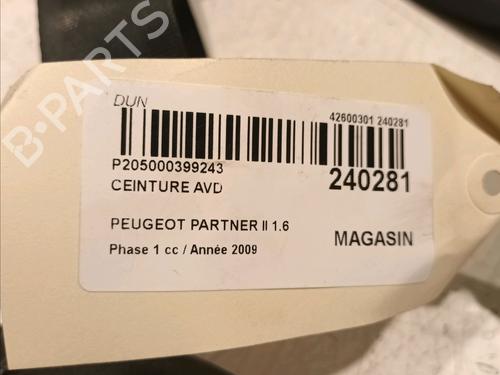 DUN
42600301 240281
P205000399243
CEINTURE AVD
240281
PEUGEOT PARTNER II 1.6
MAGASIN
Phase 1 cc / Année 2009
B-PARTS